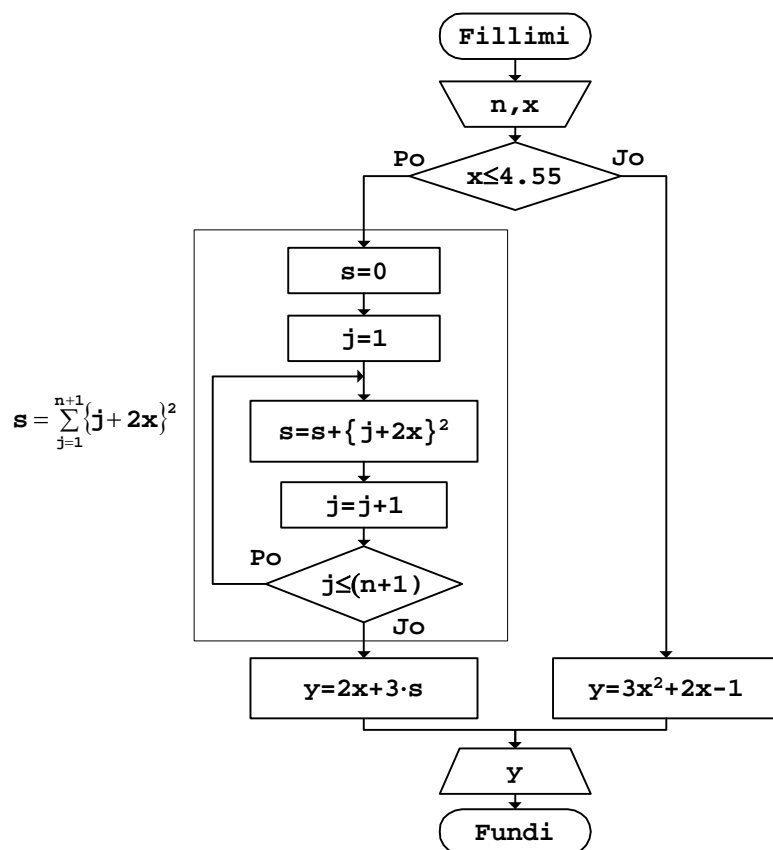 Fillimi
n,x
Po
x≤4.55
Jo
s=0
j=1
s = ∑_{j=1}^{n+1} {j + 2x}²
s=s+{j+2x}²
j=j+1
Po
j≤(n+1)
Jo
y=2x+3·s
y=3x²+2x-1
y
Fundi